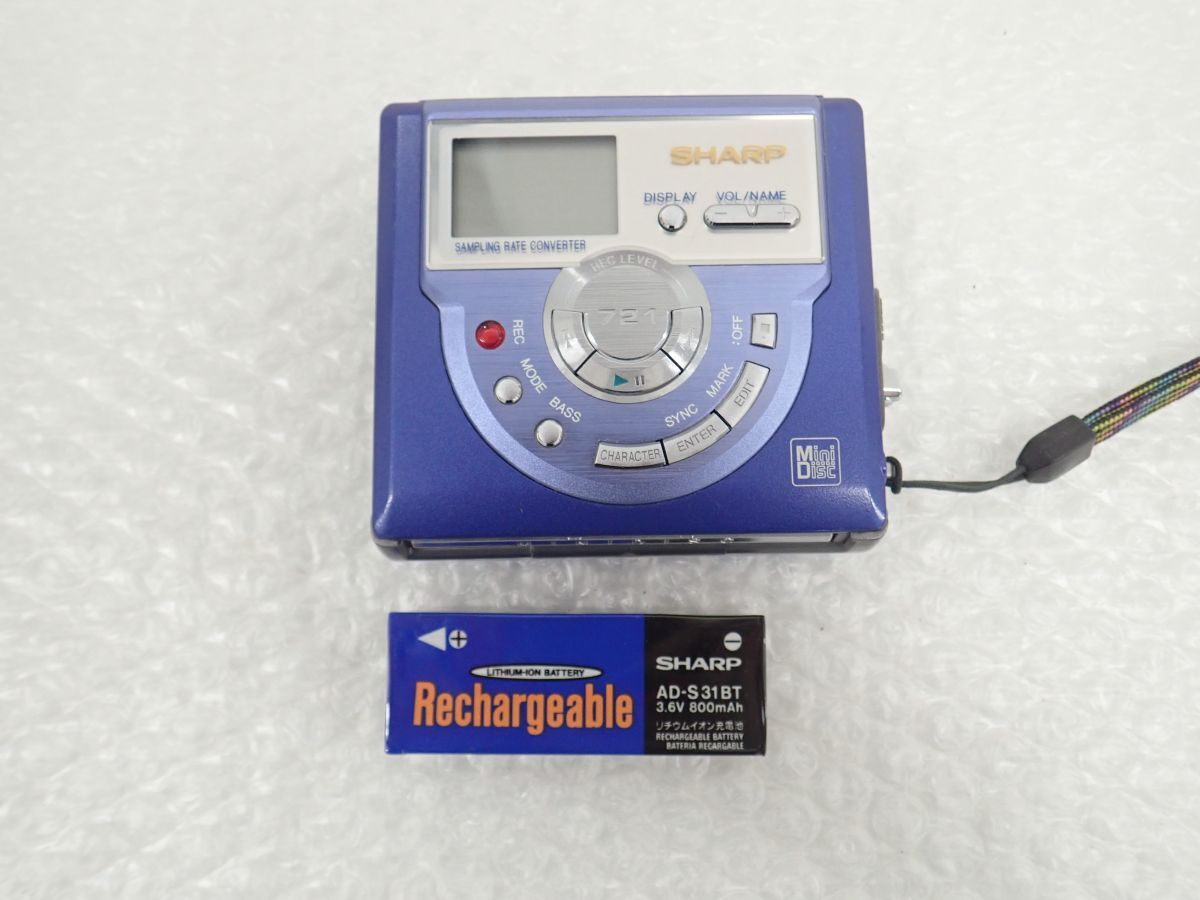 SHARP
DISPLAY VOL/NAME
− +
SAMPLING RATE CONVERTER
REC LEVEL
721
REC
MODE
BASS
:OFF
MARK
SYNC
EDIT
ENTER
CHARACTER
Mini
Disc
LITHIUM-ION BATTERY
Rechargeable
SHARP
AD-S31BT
3.6V 800mAh
リチウムイオン充電池
RECHARGEABLE BATTERY
BATERIA RECARGABLE